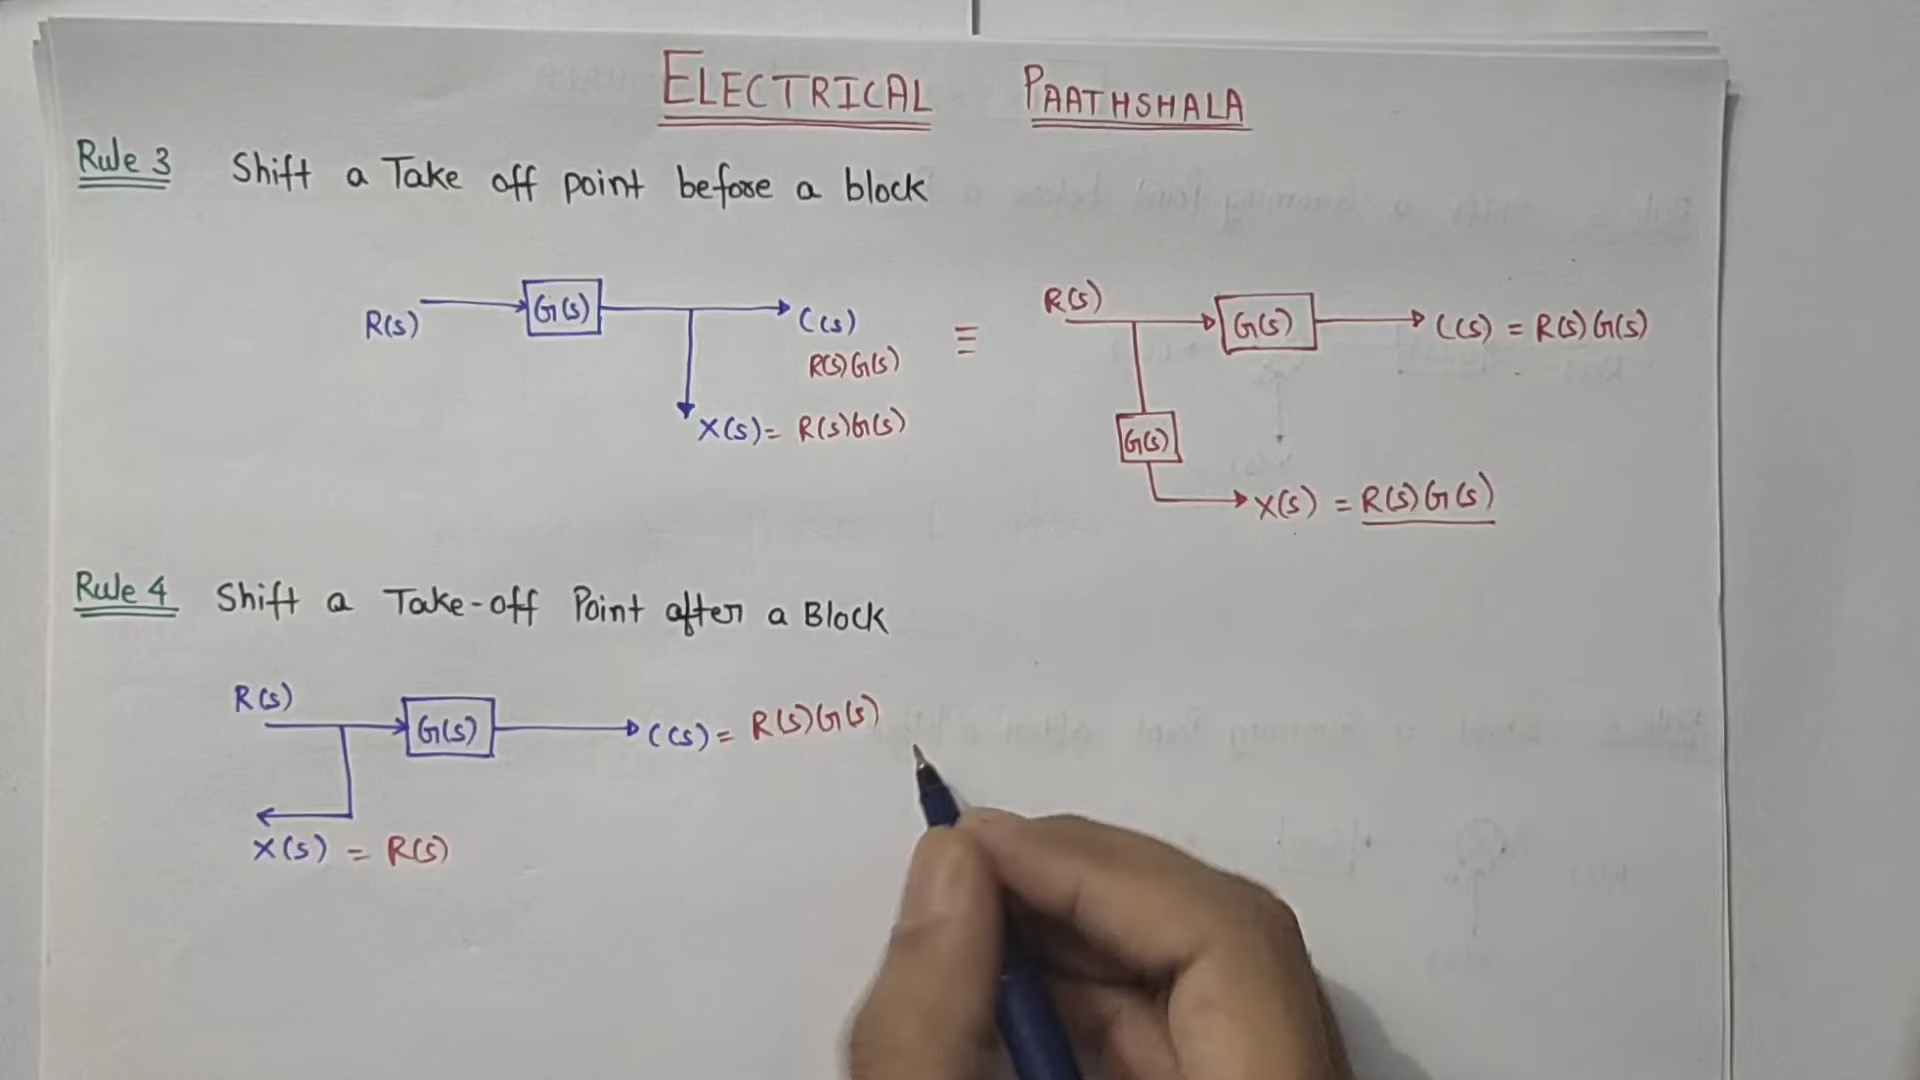 ELECTRICAL PAATHSHALA
Rule 3 Shift a Take off point before a block
R(s) G(s) C(s)
R(s)G(s)
X(s) = R(s)G(s)
≡
R(s) G(s) C(s) = R(s)G(s)
G(s)
X(s) = R(s)G(s)
Rule 4 Shift a Take-off Point after a Block
R(s)
G(s) C(s) = R(s)G(s)
X(s) = R(s)